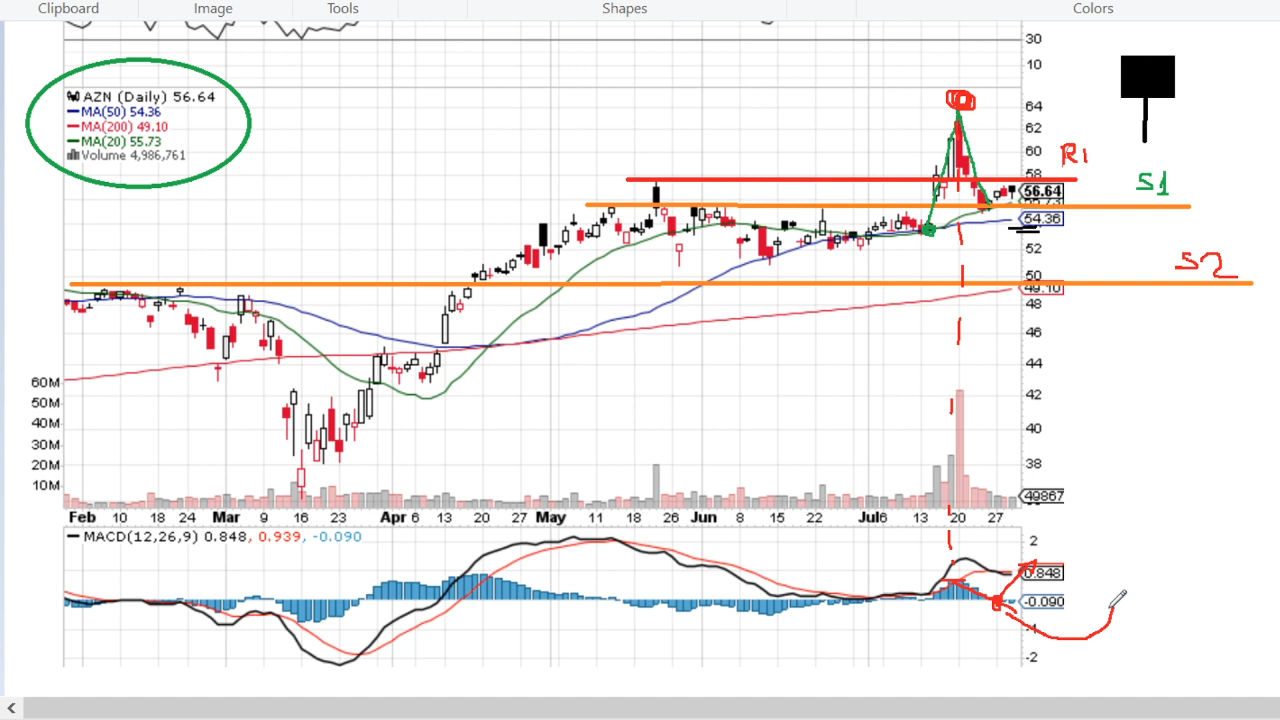 Clipboard Image Tools Shapes Colors
30
10
AZN (Daily) 56.64
MA(50) 54.36
MA(200) 49.10
MA(20) 55.73
Volume 4,986,761
64
62
60
R1
58
S1
56.64
55.73
54.36
52
S2
50
49.10
48
46
44
60M 42
50M
40M 40
30M
20M 38
10M
49867
Feb 10 18 24 Mar 9 16 23 Apr 6 13 20 27 May 11 18 26 Jun 8 15 22 Jul6 13 20 27
MACD(12,26,9) 0.848, 0.939, -0.090
2
0.848
-0.090
-1
-2